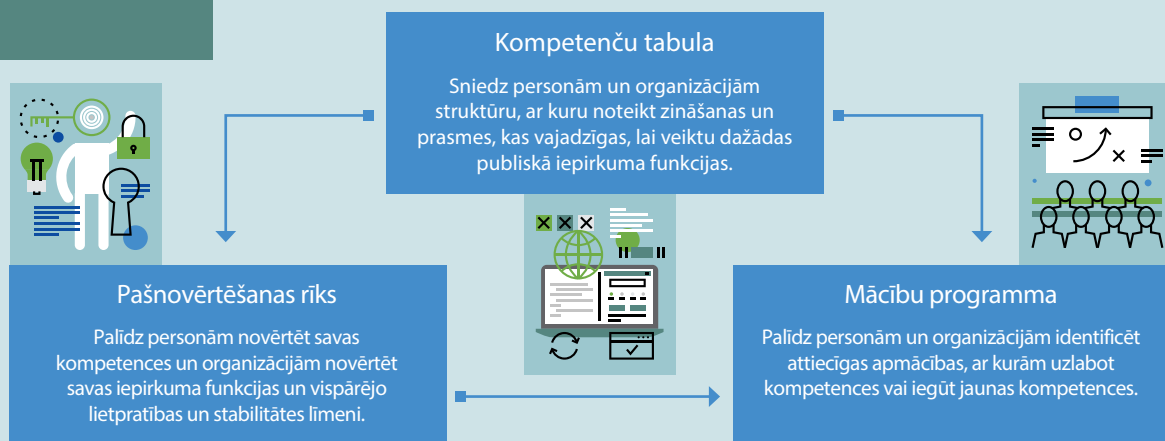 Kompetenču tabula
Sniedz personām un organizācijām
struktūru, ar kuru noteikt zināšanas un
prasmes, kas vajadzīgas, lai veiktu dažādas
publiskā iepirkuma funkcijas.
Pašnovērtēšanas rīks
Palīdz personām novērtēt savas
kompetences un organizācijām novērtēt
savas iepirkuma funkcijas un vispārējo
lietpratības un stabilitātes līmeni.
Mācību programma
Palīdz personām un organizācijām identificēt
attiecīgas apmācības, ar kurām uzlabot
kompetences vai iegūt jaunas kompetences.